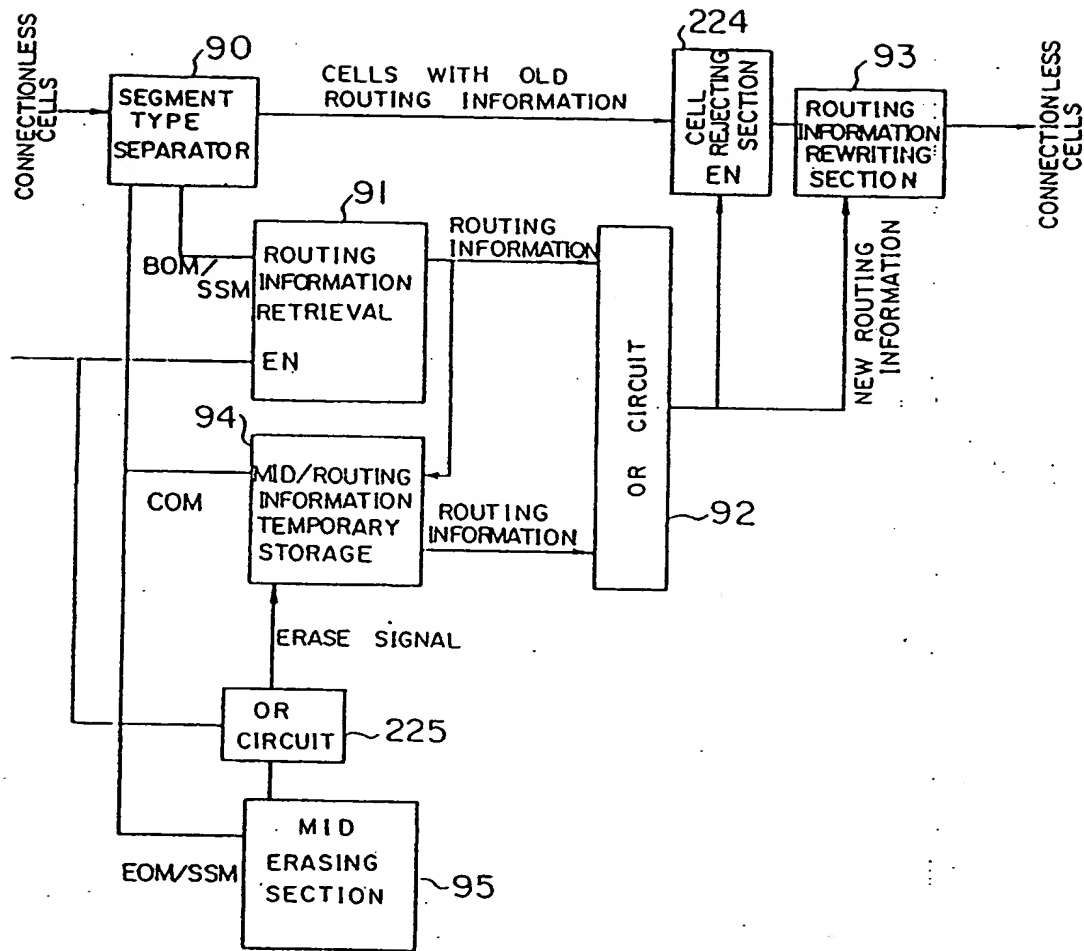 90
224
93
CONNECTIONLESS
CELLS
SEGMENT
TYPE
SEPARATOR
CELLS WITH OLD
ROUTING INFORMATION
CELL
REJECTING
SECTION
EN
ROUTING
INFORMATION
REWRITING
SECTION
CONNECTIONLESS
CELLS
91
BOM/
SSM
ROUTING
INFORMATION
RETRIEVAL
EN
ROUTING
INFORMATION
NEW ROUTING
INFORMATION
OR CIRCUIT
92
94
COM
MID/ROUTING
INFORMATION
TEMPORARY
STORAGE
ROUTING
INFORMATION
ERASE SIGNAL
OR
CIRCUIT
225
MID
ERASING
SECTION
EOM/SSM
95